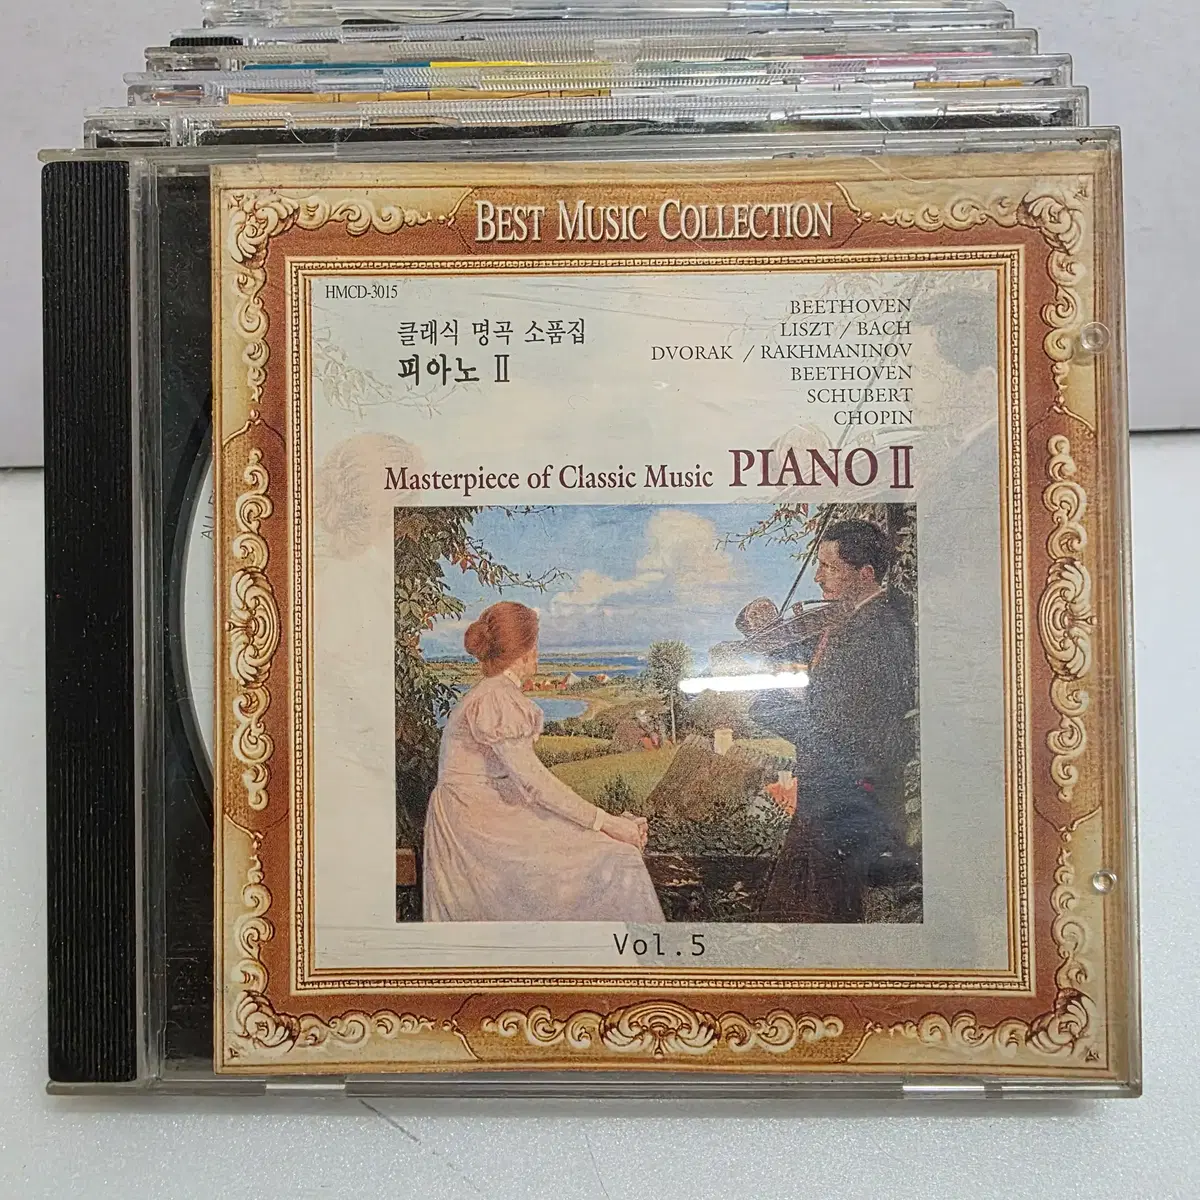 BEST MUSIC COLLECTION
HMCD-3015
클래식 명곡 소품집
피아노 Ⅱ
BEETHOVEN
LISZT / BACH
DVORAK / RAKHMANINOV
BEETHOVEN
SCHUBERT
CHOPIN
Masterpiece of Classic Music PIANO Ⅱ
Vol.5